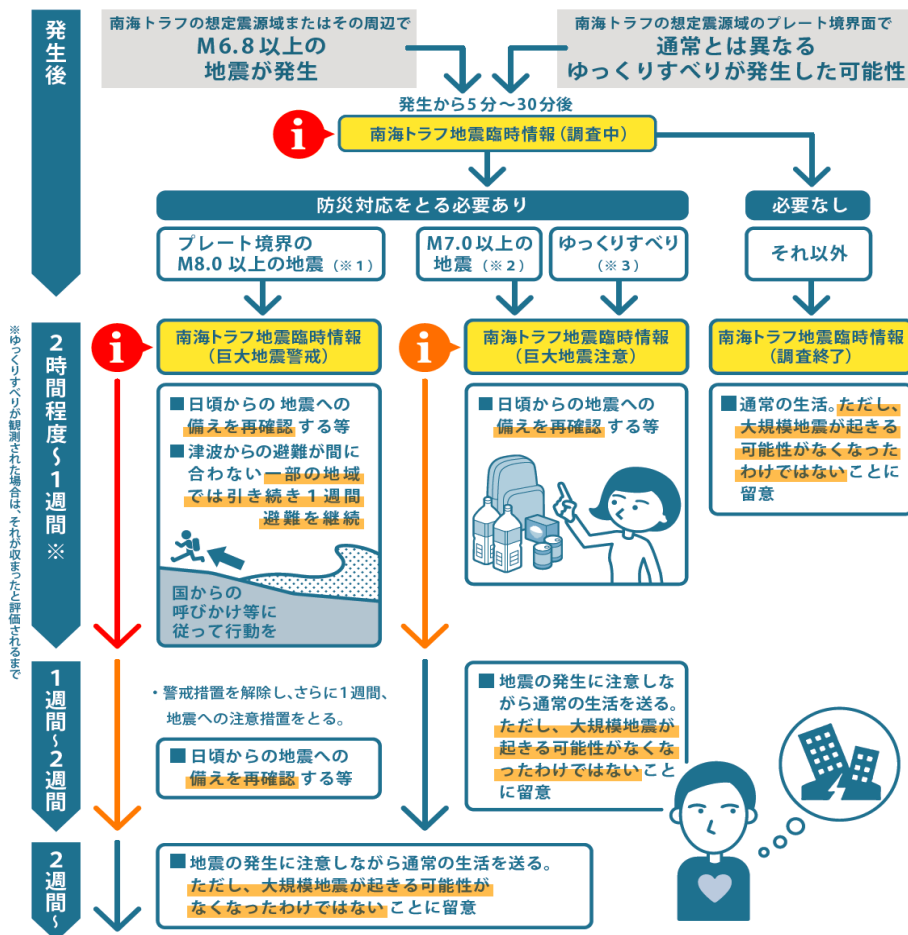 発生後
南海トラフの想定震源域またはその周辺で
M6.8以上の
地震が発生
南海トラフの想定震源域のプレート境界面で
通常とは異なる
ゆっくりすべりが発生した可能性
発生から5分～30分後
i
南海トラフ地震臨時情報(調査中)
防災対応をとる必要あり
必要なし
プレート境界の
M8.0以上の地震(※1)
M7.0以上の
地震(※2)
ゆっくりすべり
(※3)
それ以外
2時間程度～1週間※
※ゆっくりすべりが観測された場合は、それが収まったと評価されるまで
i
南海トラフ地震臨時情報
(巨大地震警戒)
i
南海トラフ地震臨時情報
(巨大地震注意)
南海トラフ地震臨時情報
(調査終了)
■日頃からの 地震への
備えを再確認 する等
■津波からの避難が間に
合わない一部の地域
では引き続き1週間
避難を継続
国からの
呼びかけ等に
従って行動を
■日頃からの地震への
備えを再確認 する等
■通常の生活。ただし、
大規模地震が起きる
可能性がなくなった
わけではないことに
留意
1週間～2週間
・警戒措置を解除し、さらに1週間、
地震への注意措置をとる。
■日頃からの地震への
備えを再確認 する等
■地震の発生に注意しな
がら通常の生活を送る。
ただし、大規模地震が
起きる可能性がなくな
ったわけではないこと
に留意
2週間～
■地震の発生に注意しながら通常の生活を送る。
ただし、大規模地震が起きる可能性が
なくなったわけではない ことに留意